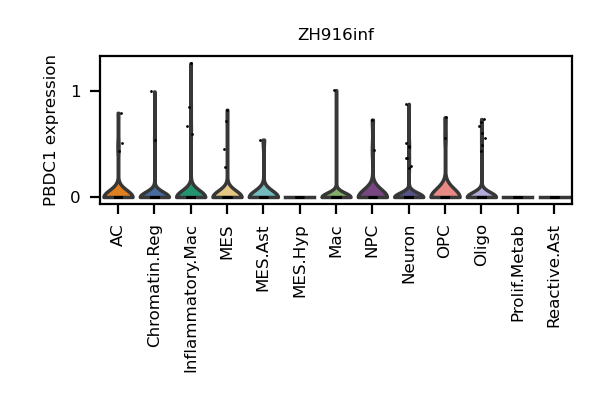 ZH916inf
PBDC1 expression
1
0
AC
Chromatin.Reg
Inflammatory.Mac
MES
MES.Ast
MES.Hyp
Mac
NPC
Neuron
OPC
Oligo
Prolif.Metab
Reactive.Ast